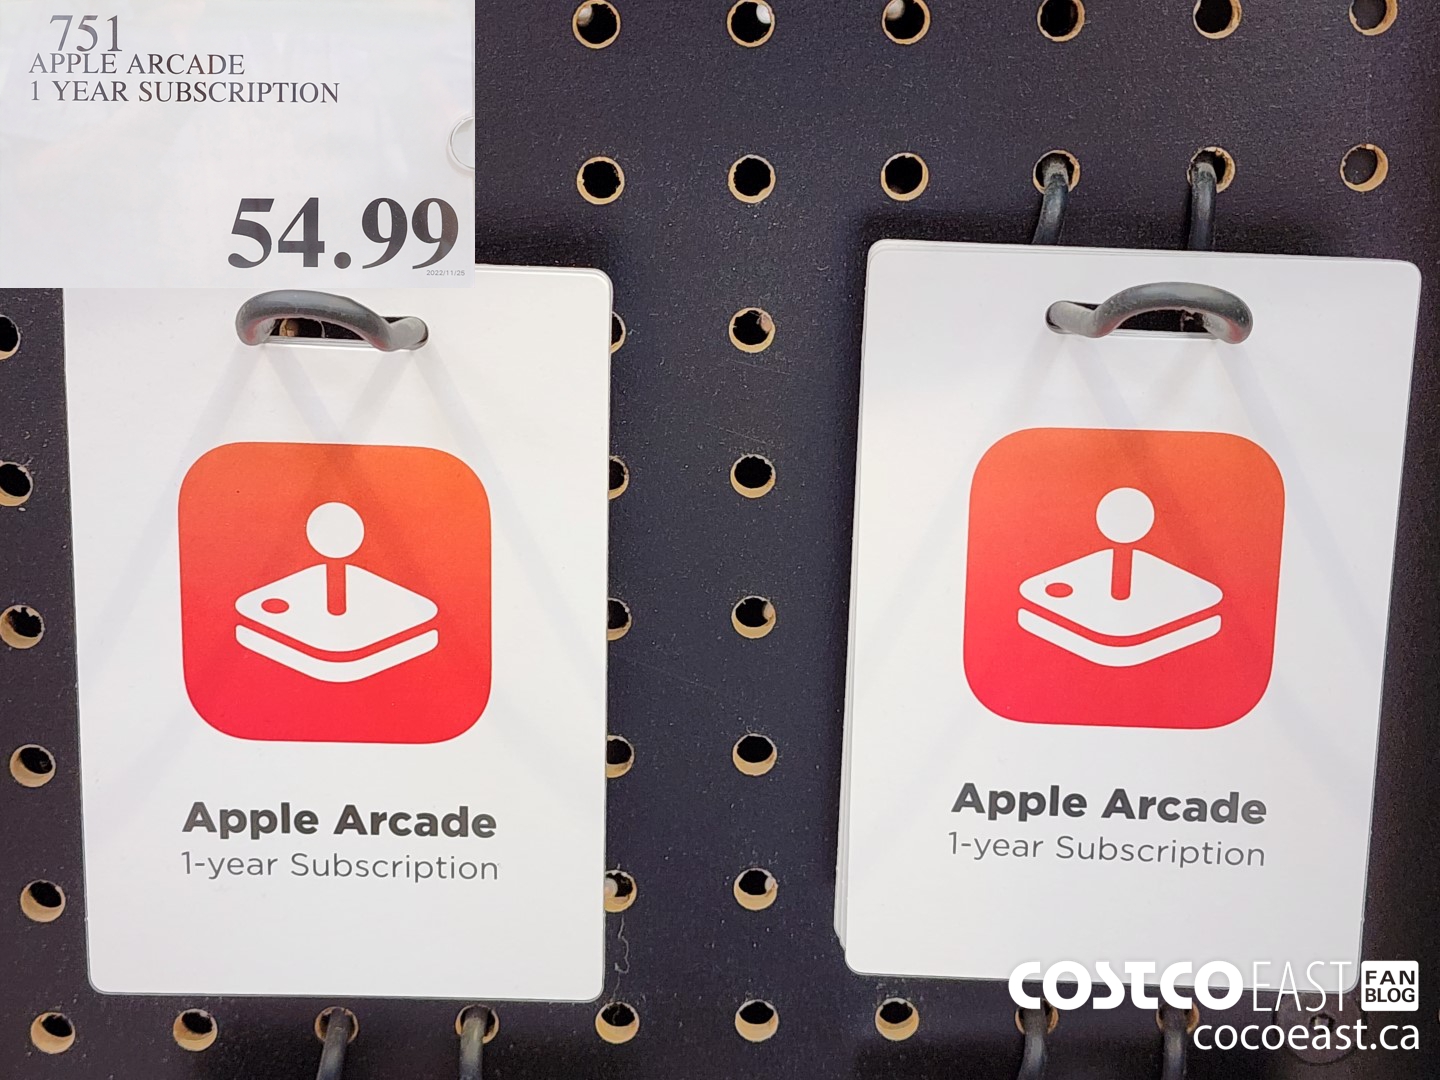 751
APPLE ARCADE
1 YEAR SUBSCRIPTION
54.99
2022/11/25
Apple Arcade
1-year Subscription
Apple Arcade
1-year Subscription
COSTCO EAST FAN BLOG
cocoeast.ca